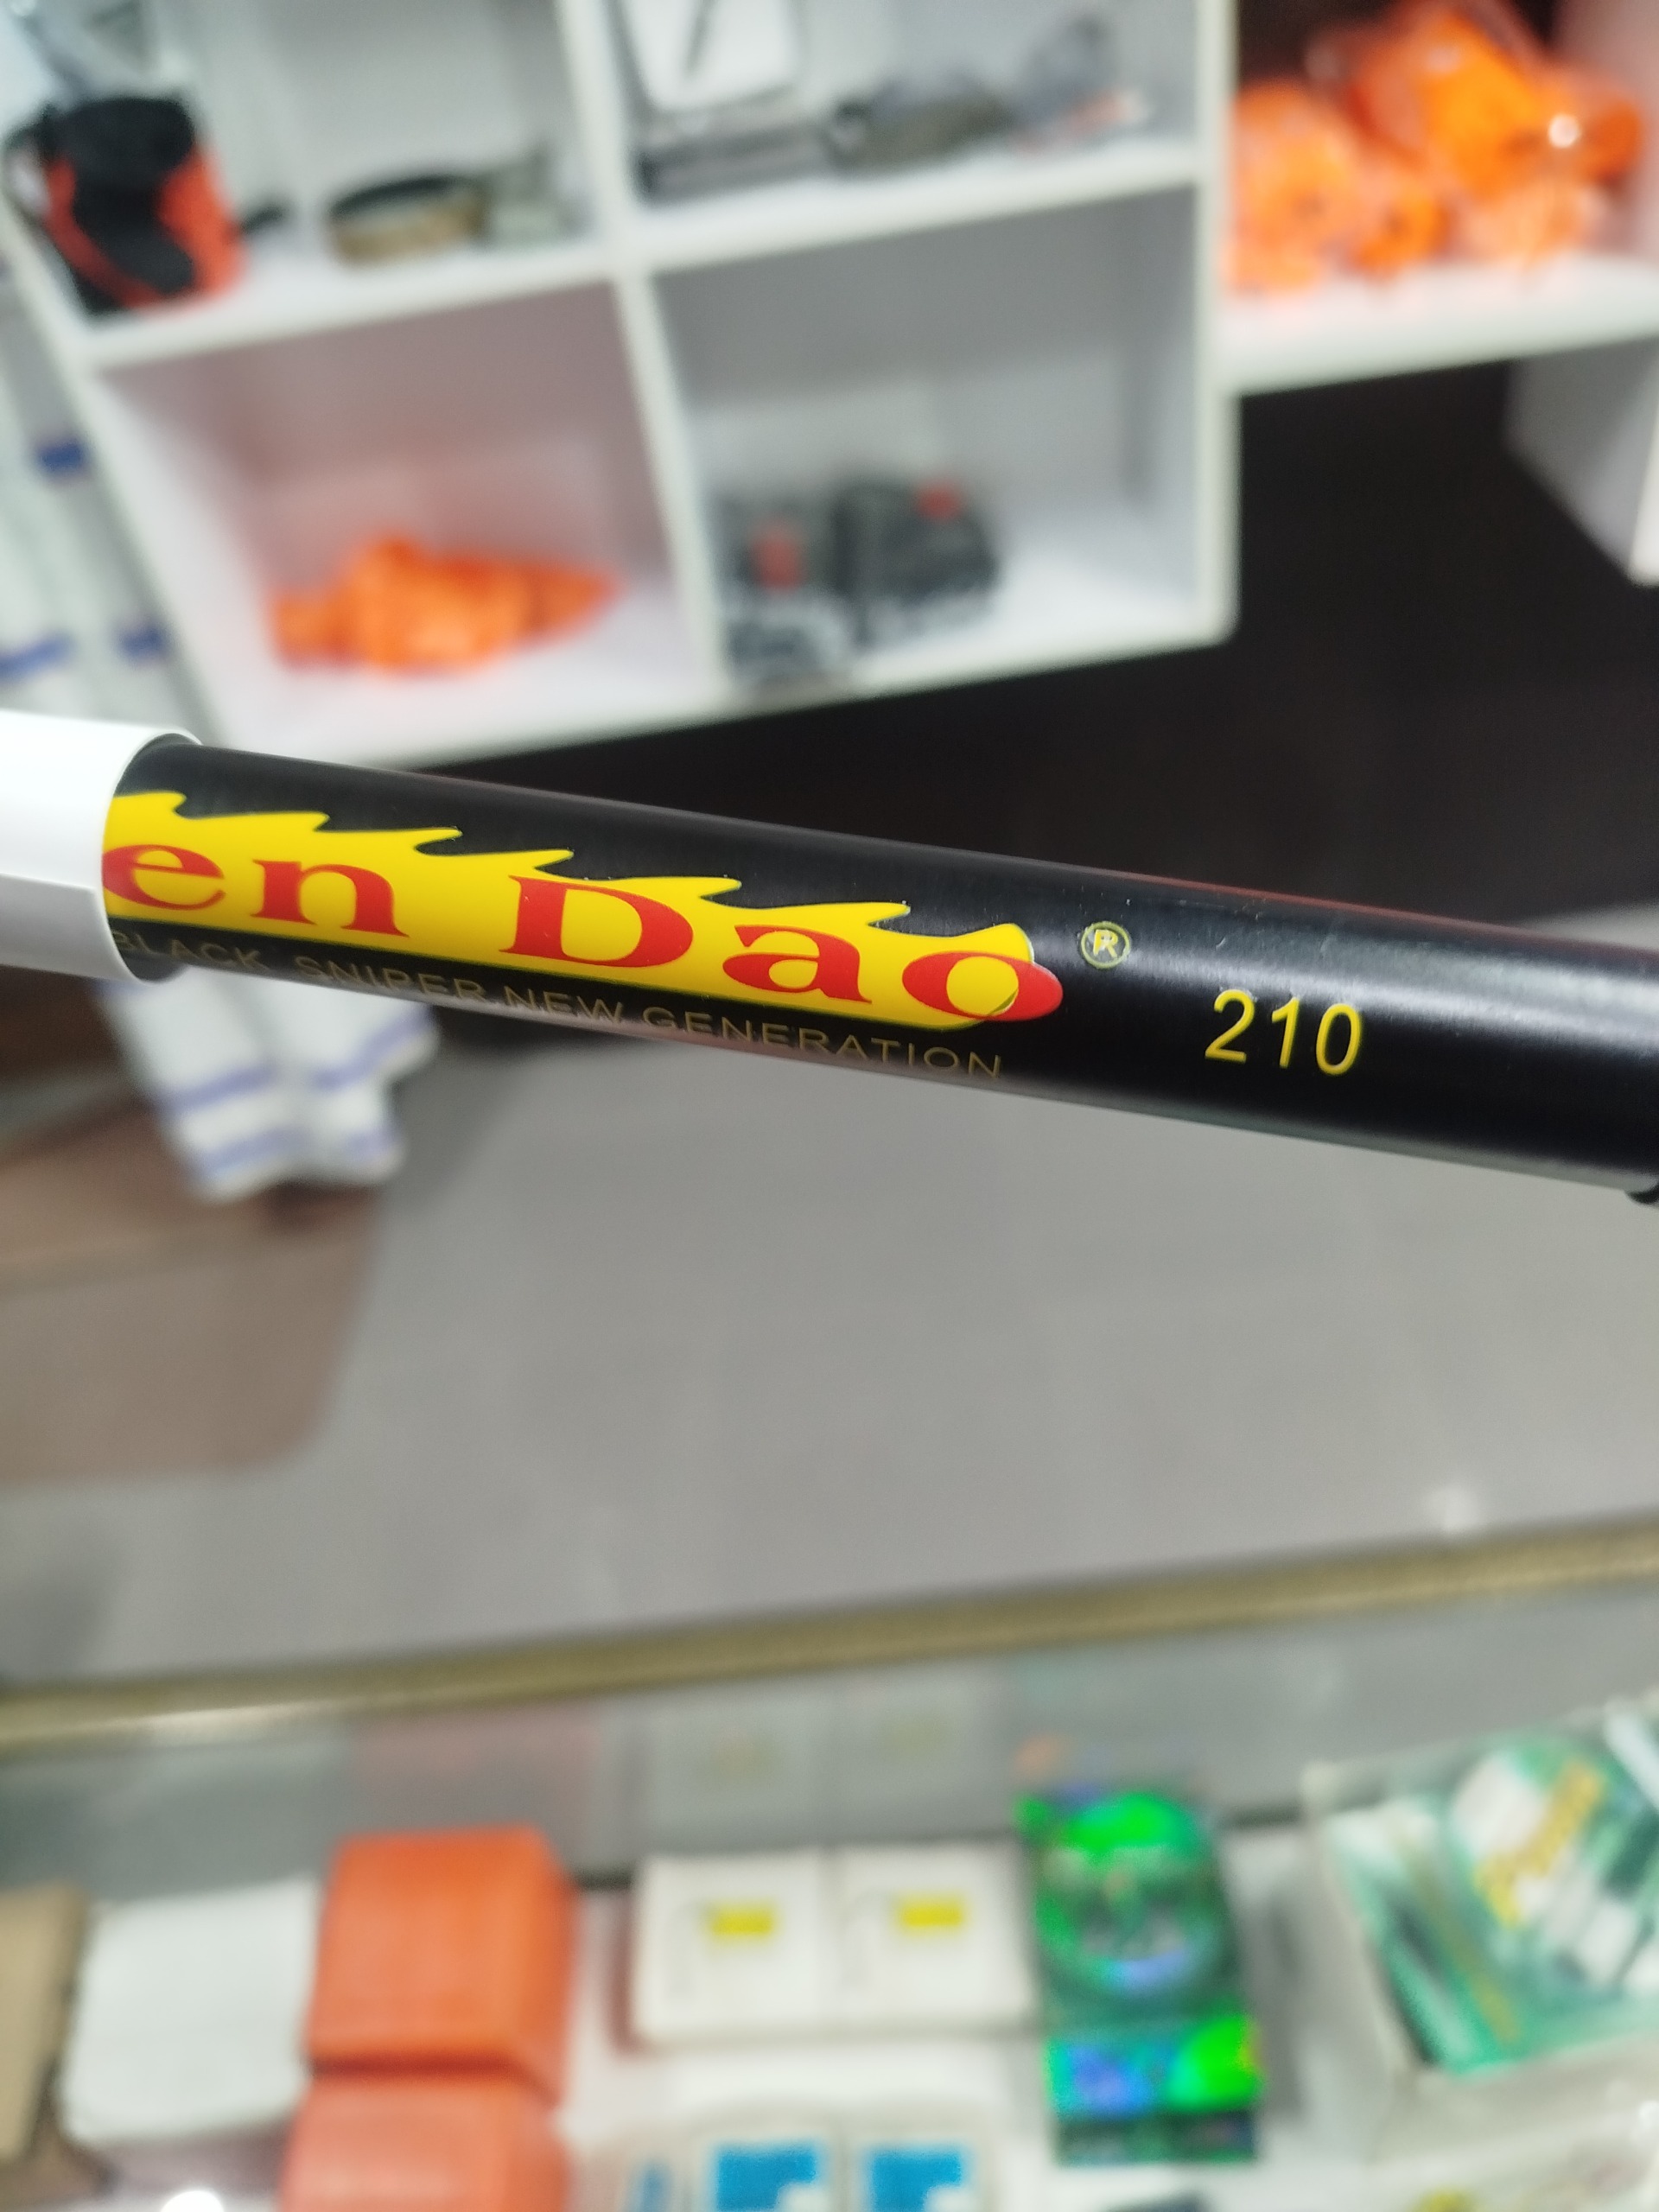 en Dao ®
BLACK SNIPER NEW GENERATION
210